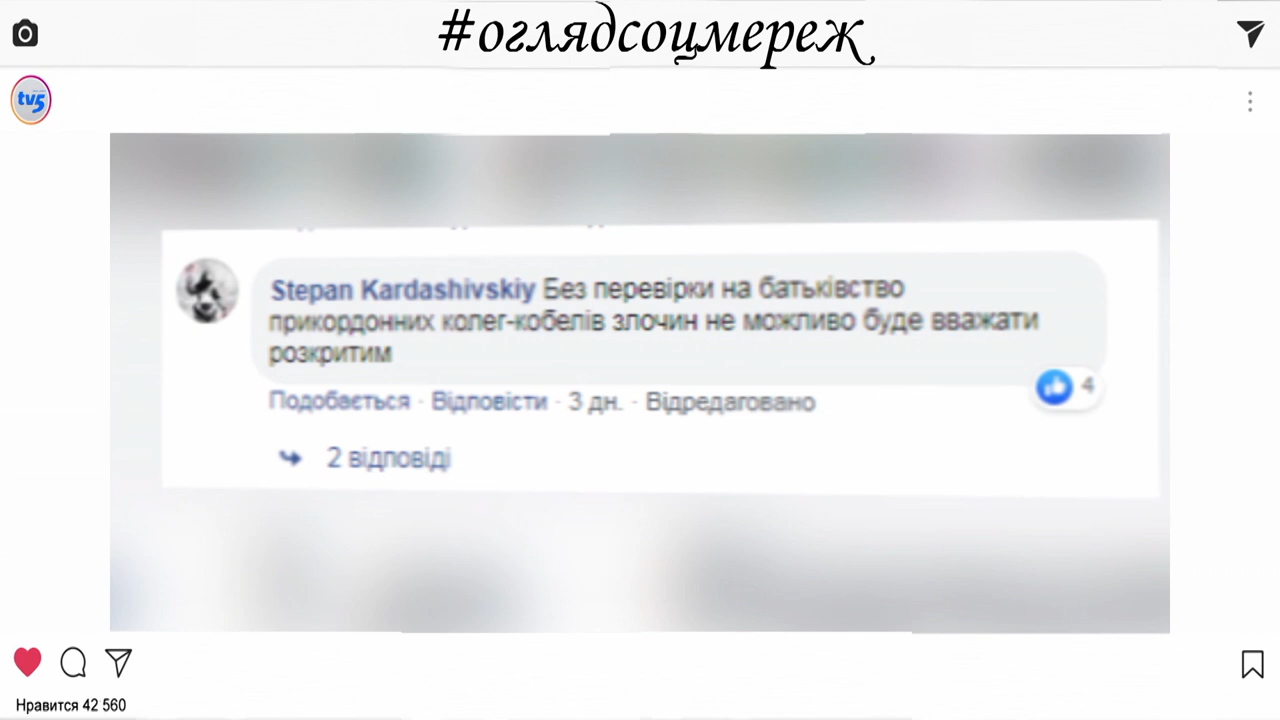 #оглядсоцмереж
tv5
Stepan Kardashivskiy Без перевірки на батьківство
прикордонних колег-кобелів злочин не можливо буде вважати
розкритим
Подобається · Відповісти · 3 дн. · Відредаговано
4
2 відповіді
Нравится 42 560